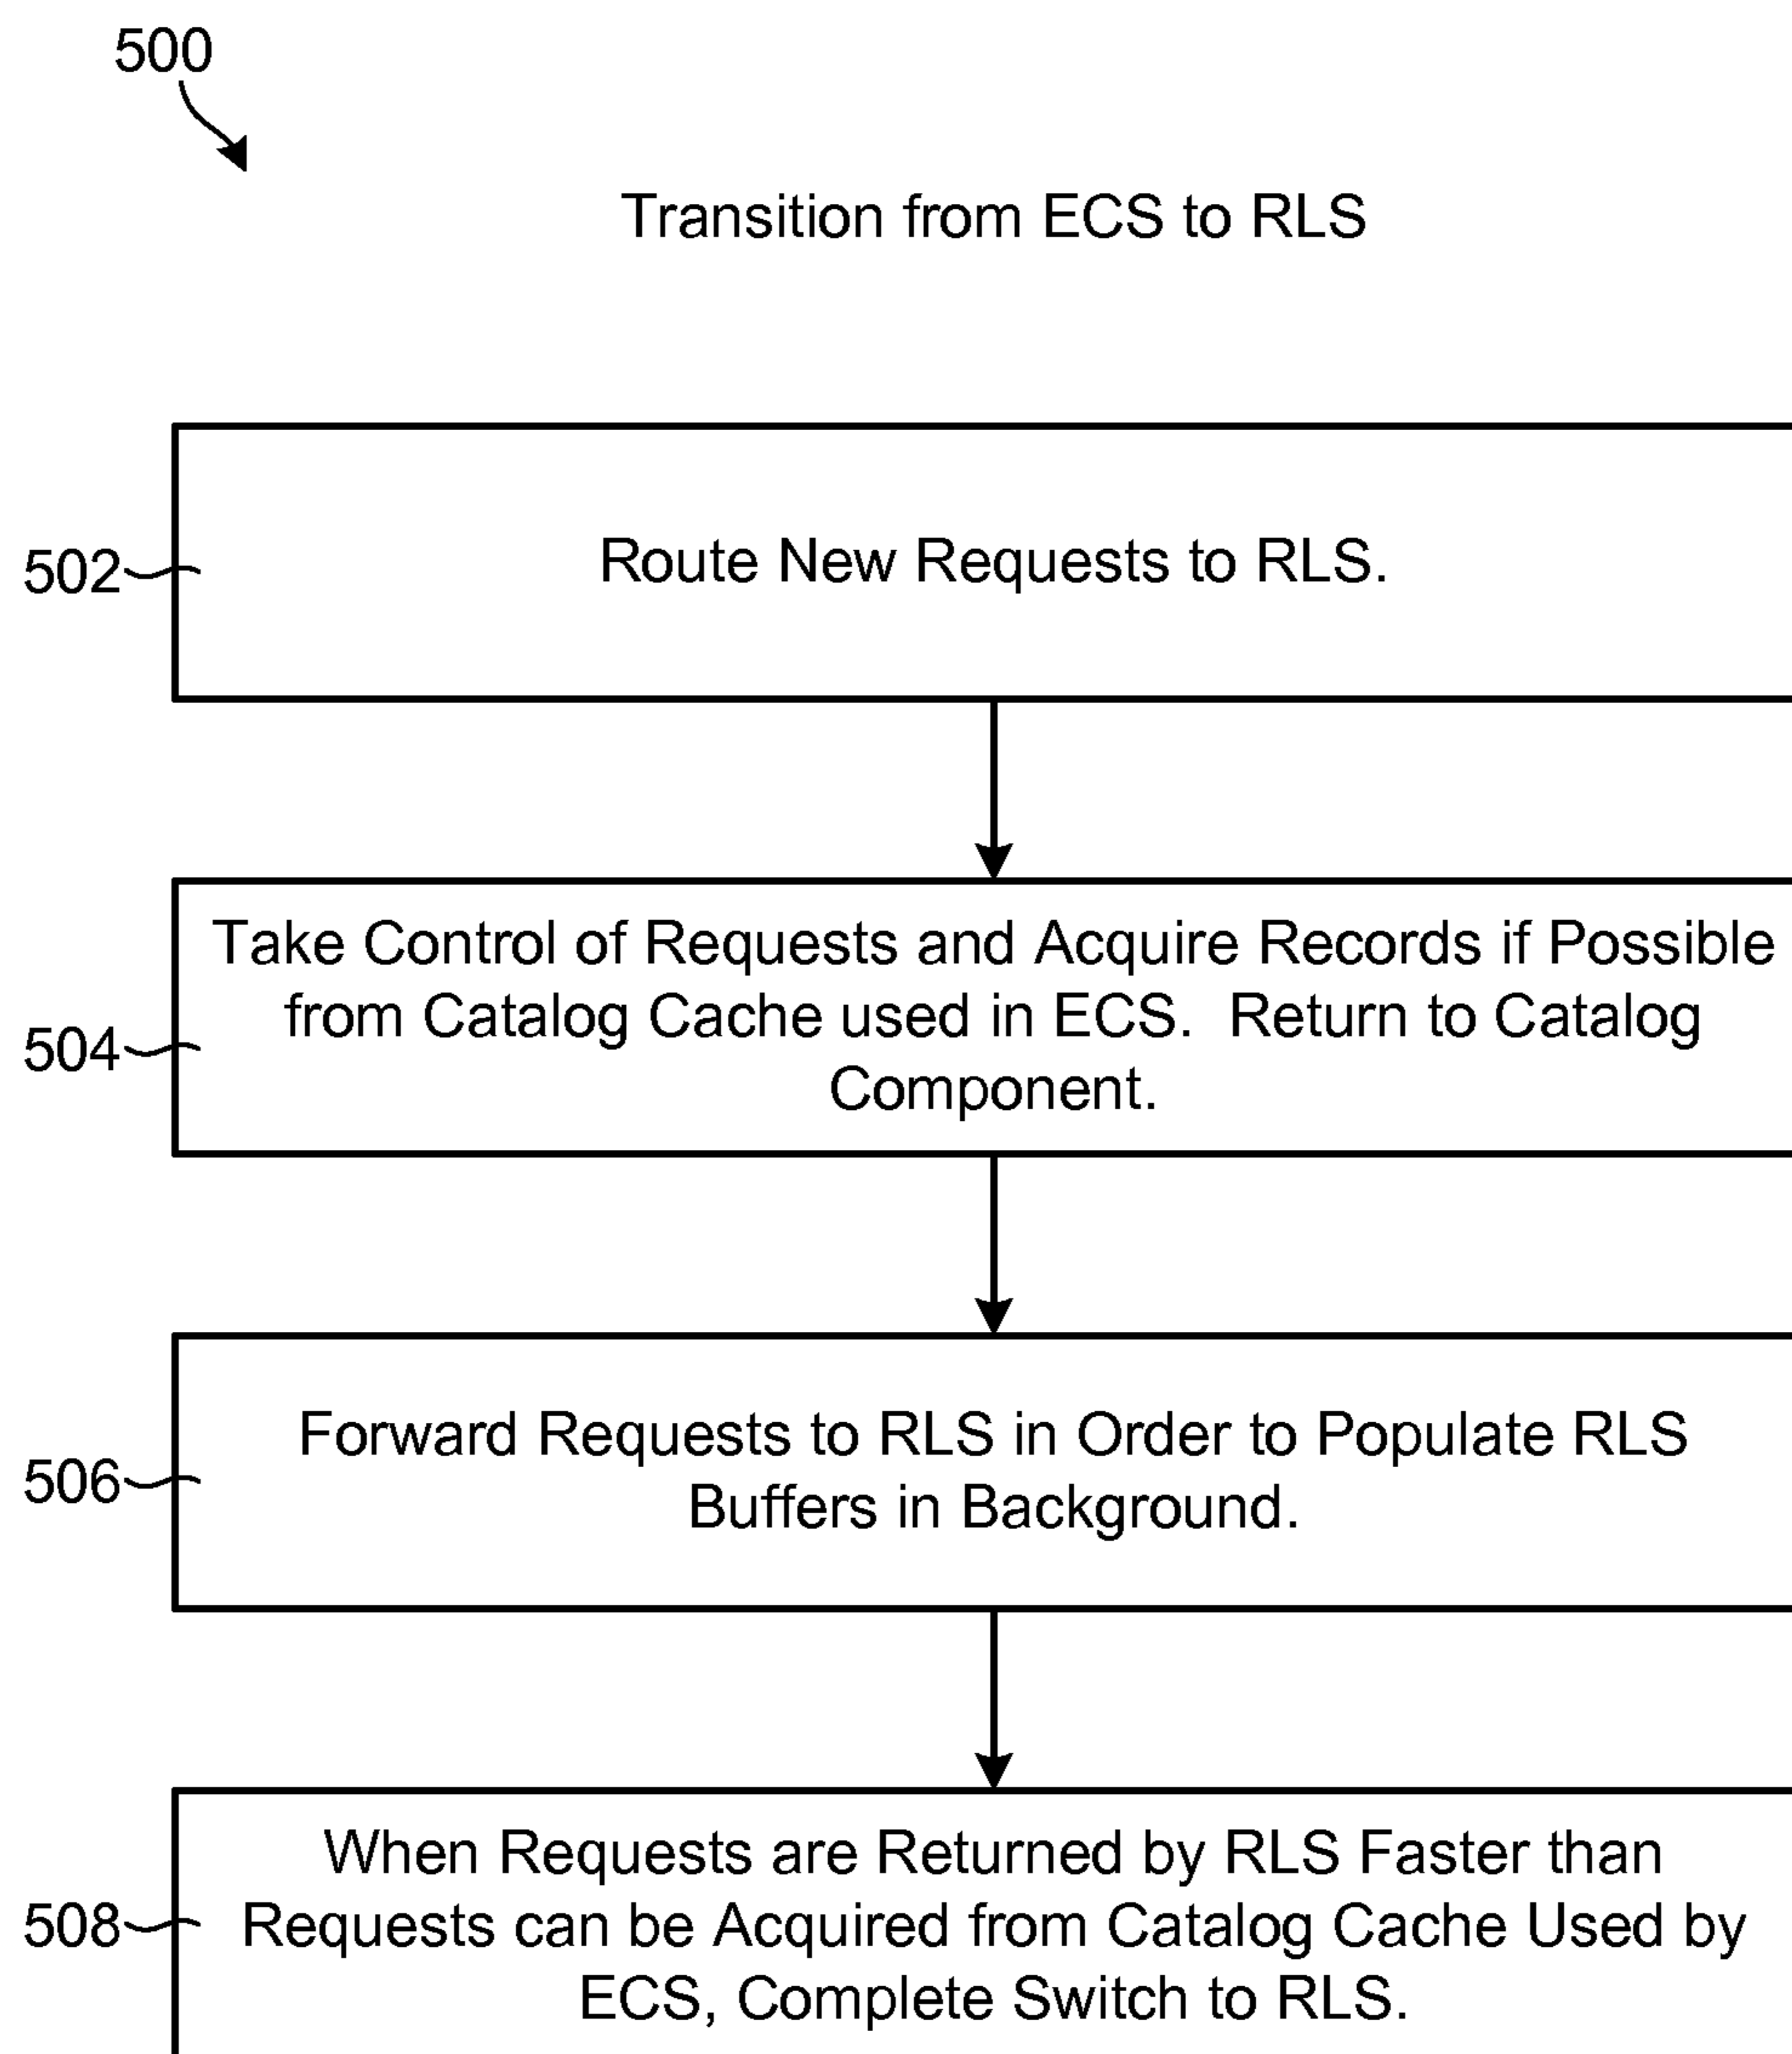 500
Transition from ECS to RLS
502
Route New Requests to RLS.
504
Take Control of Requests and Acquire Records if Possible
from Catalog Cache used in ECS. Return to Catalog
Component.
506
Forward Requests to RLS in Order to Populate RLS
Buffers in Background.
508
When Requests are Returned by RLS Faster than
Requests can be Acquired from Catalog Cache Used by
ECS, Complete Switch to RLS.